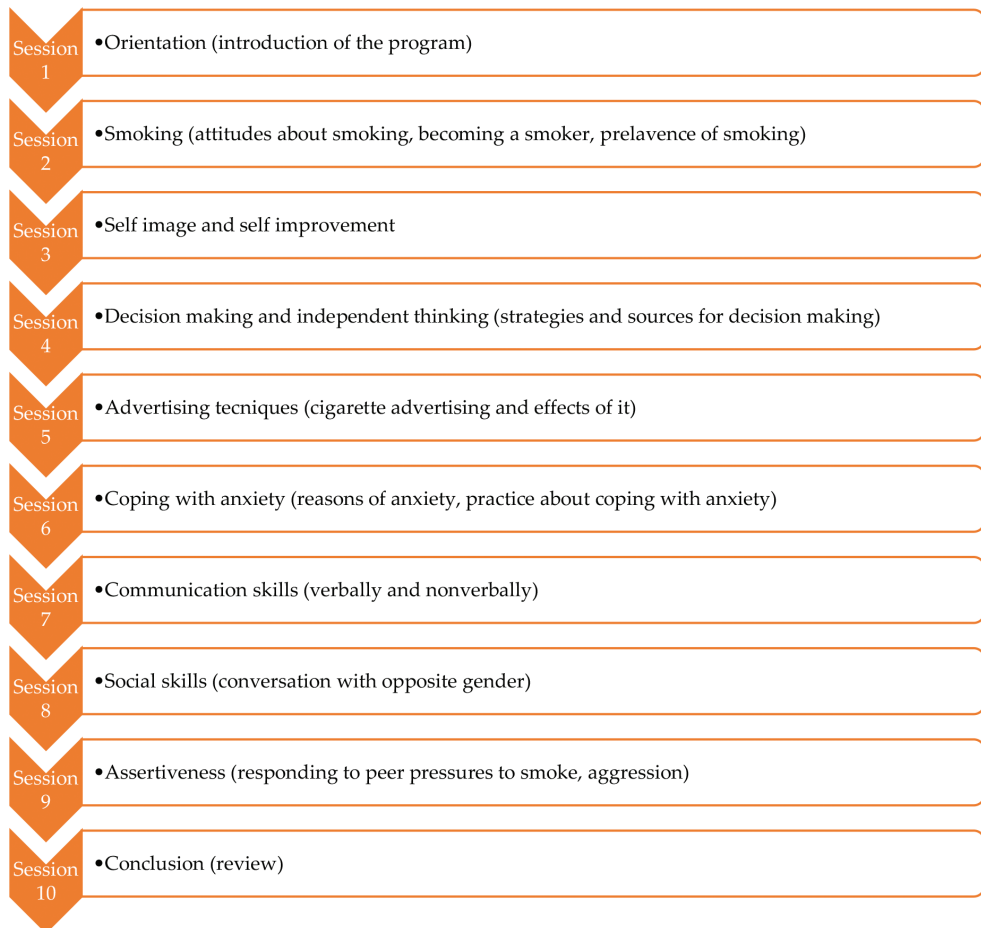 Session
1
•Orientation (introduction of the program)
Session
2
•Smoking (attitudes about smoking, becoming a smoker, prelavence of smoking)
Session
3
•Self image and self improvement
Session
4
•Decision making and independent thinking (strategies and sources for decision making)
Session
5
•Advertising tecniques (cigarette advertising and effects of it)
Session
6
•Coping with anxiety (reasons of anxiety, practice about coping with anxiety)
Session
7
•Communication skills (verbally and nonverbally)
Session
8
•Social skills (conversation with opposite gender)
Session
9
•Assertiveness (responding to peer pressures to smoke, aggression)
Session
10
•Conclusion (review)